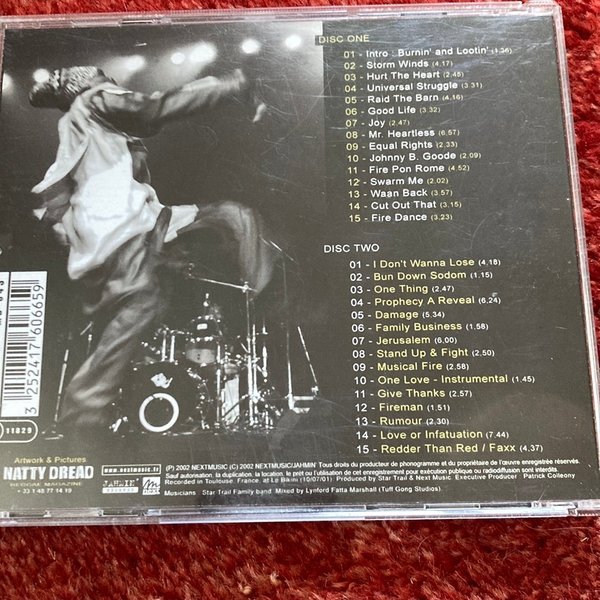 DISC ONE
01 - Intro : Burnin' and Lootin' (1.36)
02 - Storm Winds (4.17)
03 - Hurt The Heart (2.45)
04 - Universal Struggle (3.31)
05 - Raid The Barn (4.16)
06 - Good Life (3.32)
07 - Joy (2.47)
08 - Mr. Heartless (6.57)
09 - Equal Rights (2.33)
10 - Johnny B. Goode (2.09)
11 - Fire Pon Rome (4.52)
12 - Swarm Me (2.02)
13 - Waan Back (3.57)
14 - Cut Out That (3.15)
15 - Fire Dance (3.23)
DISC TWO
01 - I Don't Wanna Lose (4.18)
02 - Bun Down Sodom (1.15)
03 - One Thing (2.47)
04 - Prophecy A Reveal (6.24)
05 - Damage (5.34)
06 - Family Business (1.58)
07 - Jerusalem (6.00)
08 - Stand Up & Fight (2.50)
09 - Musical Fire (2.58)
10 - One Love - Instrumental (1.45)
11 - Give Thanks (2.57)
12 - Fireman (1.51)
13 - Rumour (2.30)
14 - Love or Infatuation (7.44)
15 - Redder Than Red / Faxx (4.37)
3 252417 606659
11829
Artwork & Pictures
NATTY DREAD
REGGAE MAGAZINE
+ 33 1 48 77 14 19
www.nextmusic.fr
JAHMIN'
RECORDS
(P) 2002 NEXTMUSIC (C) 2002 NEXTMUSIC/JAHMIN' Tous droits du producteur de phonogramme et du propriétaire de l'œuvre enregistrée réservés.
Sauf autorisation, la duplication, la location, le prêt ou l'utilisation de cet enregistrement pour exécution publique ou radiodiffusion sont interdits.
Recorded in Toulouse, France, at Le Bikini (10/07/01). Produced by Star Trail & Next Music. Executive Producer : Patrick Colleony
Musicians : Star Trail Family band. Mixed by Lynford Fatta Marshall (Tuff Gong Studios).